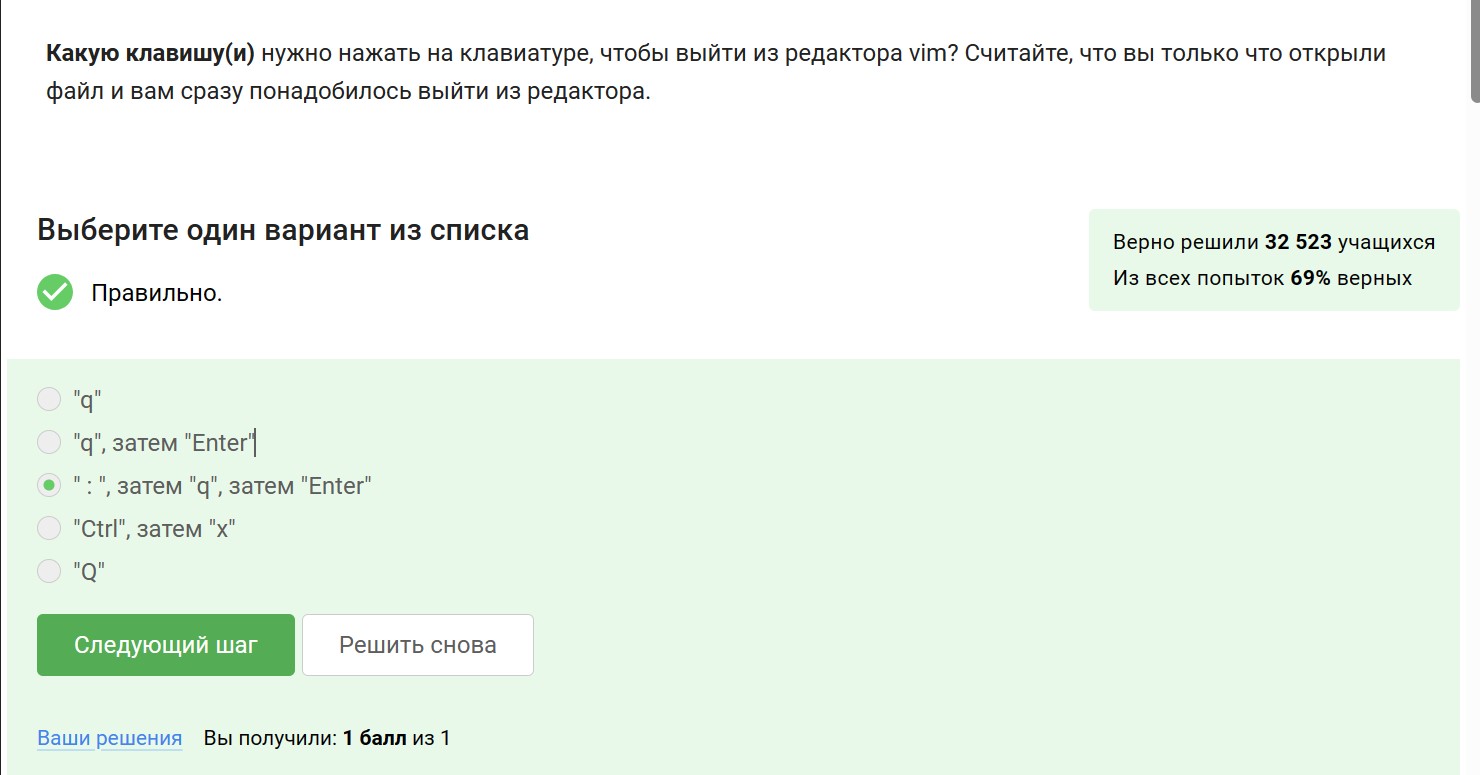 Какую клавишу(и) нужно нажать на клавиатуре, чтобы выйти из редактора vim? Считайте, что вы только что открыли
файл и вам сразу понадобилось выйти из редактора.
Выберите один вариант из списка
Правильно.
Верно решили 32 523 учащихся
Из всех попыток 69% верных
"q"
"q", затем "Enter"
" : ", затем "q", затем "Enter"
"Ctrl", затем "x"
"Q"
Следующий шаг
Решить снова
Ваши решения Вы получили: 1 балл из 1